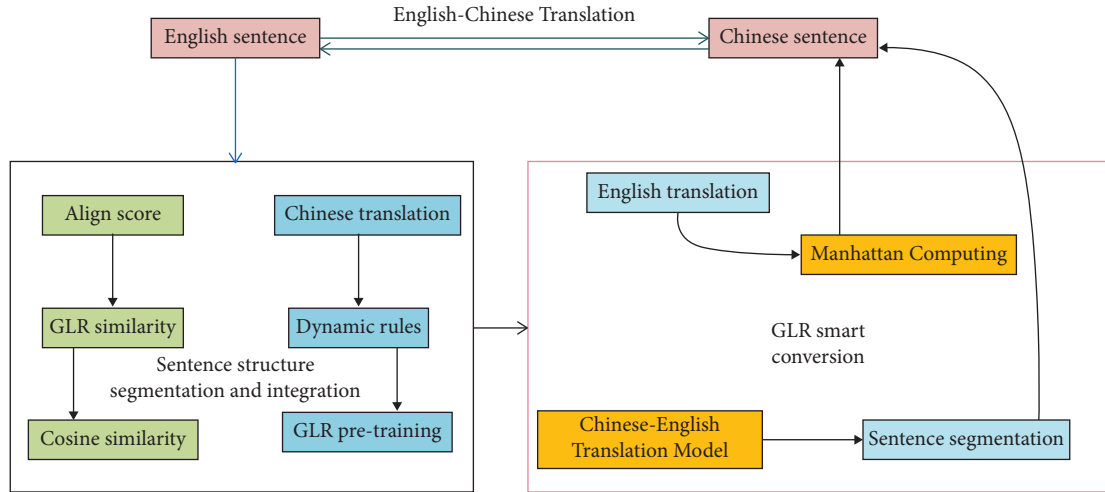 English-Chinese Translation
English sentence
Chinese sentence
Align score
Chinese translation
GLR similarity
Dynamic rules
Sentence structure
segmentation and integration
Cosine similarity
GLR pre-training
English translation
Manhattan Computing
GLR smart
conversion
Chinese-English
Translation Model
Sentence segmentation